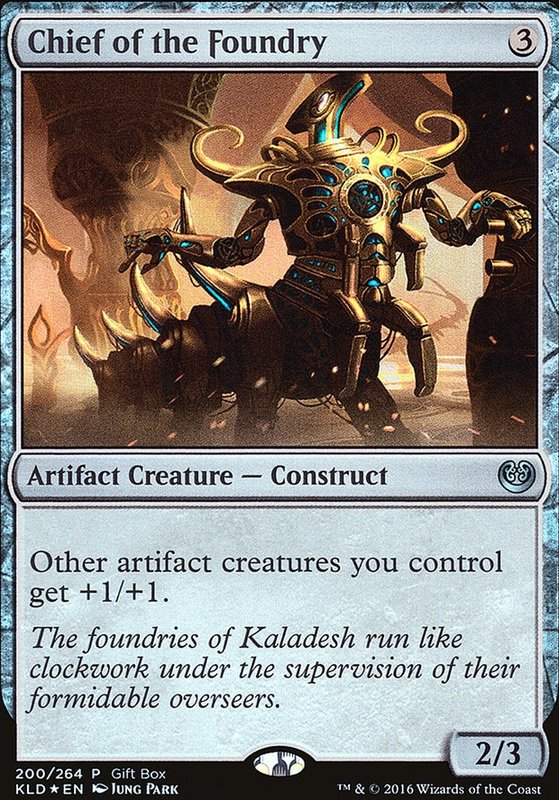 Chief of the Foundry
3
Artifact Creature — Construct
Other artifact creatures you control
get +1/+1.
The foundries of Kaladesh run like
clockwork under the supervision of their
formidable overseers.
2/3
200/264 P Gift Box
KLD★EN Jung Park
™ & © 2016 Wizards of the Coast